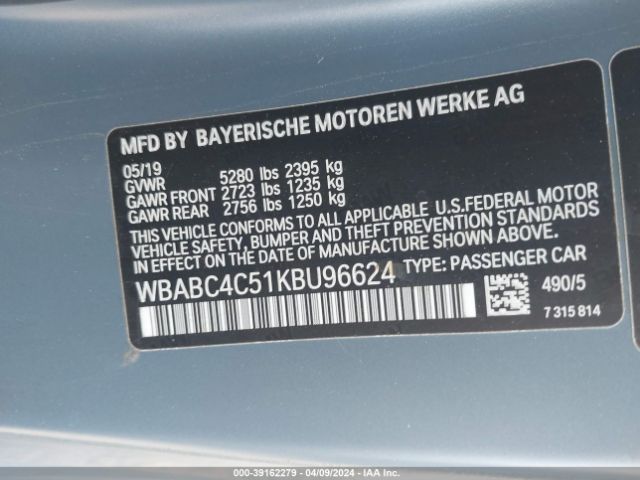 MFD BY BAYERISCHE MOTOREN WERKE AG
05/19
GVWR 5280 lbs 2395 kg
GAWR FRONT 2723 lbs 1235 kg
GAWR REAR 2756 lbs 1250 kg
THIS VEHICLE CONFORMS TO ALL APPLICABLE U.S.FEDERAL MOTOR
VEHICLE SAFETY, BUMPER AND THEFT PREVENTION STANDARDS
IN EFFECT ON THE DATE OF MANUFACTURE SHOWN ABOVE.
WBABC4C51KBU96624 TYPE: PASSENGER CAR
490/5
7 315 814
000-39162279 - 04/09/2024 - IAA Inc.